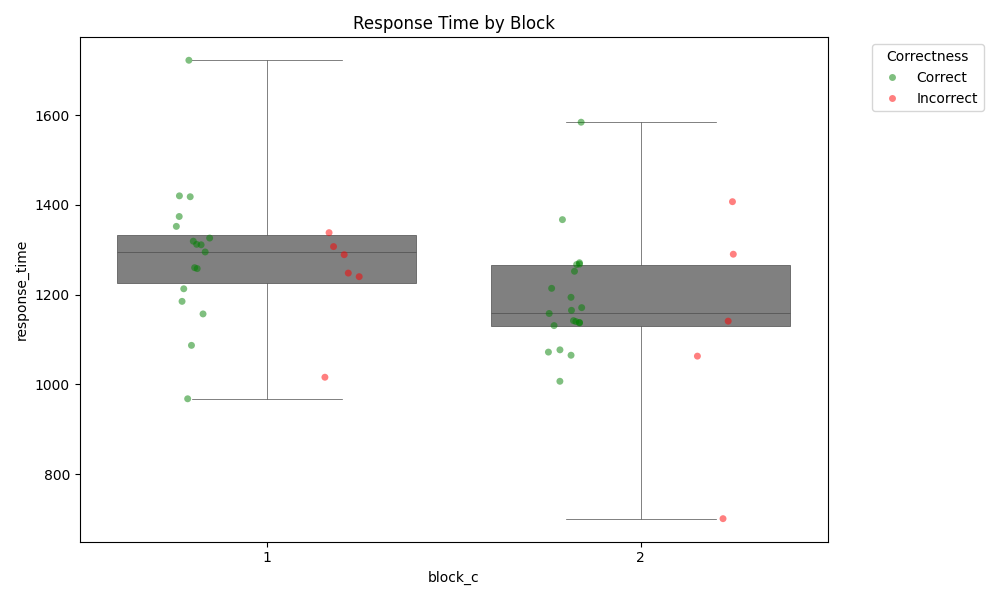 Response Time by Block
Correctness
Correct
Incorrect
response_time
1600
1400
1200
1000
800
1
2
block_c